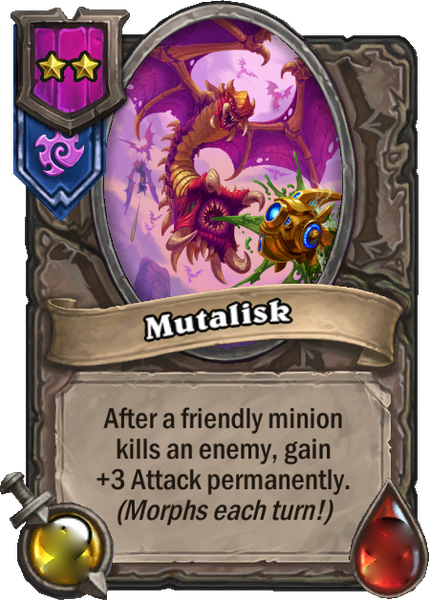 Mutalisk
After a friendly minion
kills an enemy, gain
+3 Attack permanently.
(Morphs each turn!)